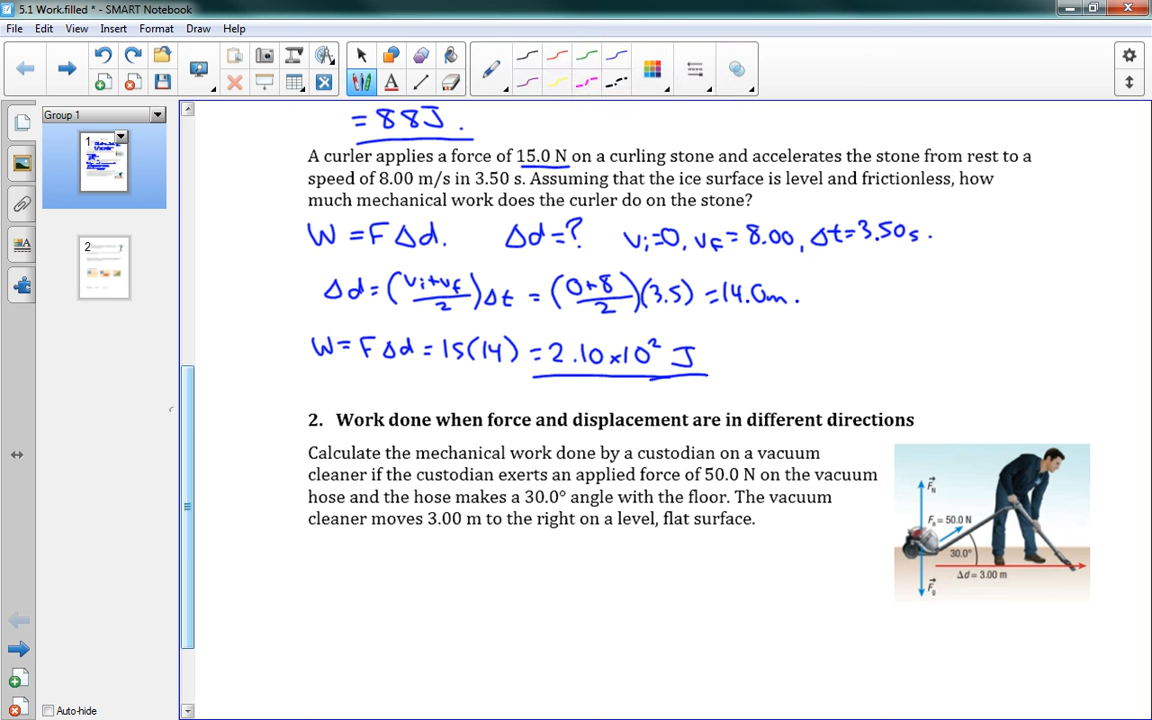 5.1 Work.filled * - SMART Notebook
File Edit View Insert Format Draw Help
Group 1
1
2
= 88J.
A curler applies a force of 15.0 N on a curling stone and accelerates the stone from rest to a
speed of 8.00 m/s in 3.50 s. Assuming that the ice surface is level and frictionless, how
much mechanical work does the curler do on the stone?
W = FΔd. Δd = ? vᵢ=0, v_f = 8.00, Δt = 3.50s.
Δd = (vᵢ+v_f / 2)Δt = (0+8 / 2)(3.5) = 14.0m.
W = FΔd = 15(14) = 2.10×10² J
2. Work done when force and displacement are in different directions
Calculate the mechanical work done by a custodian on a vacuum
cleaner if the custodian exerts an applied force of 50.0 N on the vacuum
hose and the hose makes a 30.0° angle with the floor. The vacuum
cleaner moves 3.00 m to the right on a level, flat surface.
F_N
F_a = 50.0 N
30.0°
Δd = 3.00 m
F_g
Auto-hide